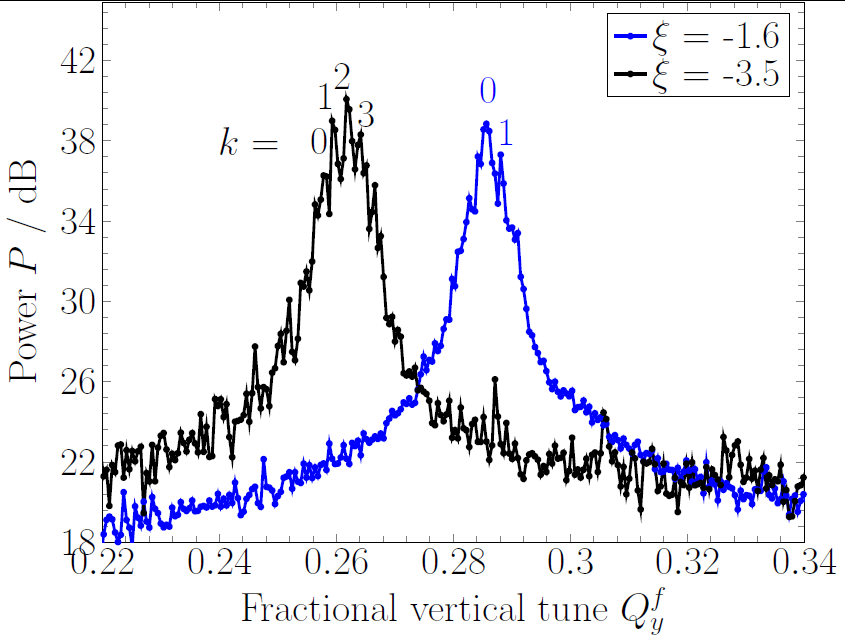 ξ = -1.6
ξ = -3.5
42
38
34
30
26
22
18
Power P / dB
k =
0
1
2
3
0
1
0.22 0.24 0.26 0.28 0.3 0.32 0.34
Fractional vertical tune Q_y^f